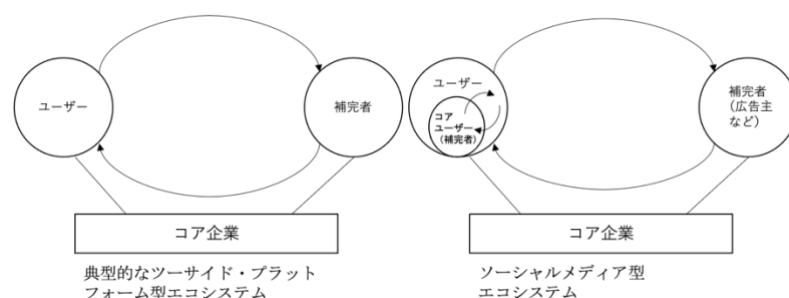 ユーザー
補完者
コア企業
典型的なツーサイド・プラット
フォーム型エコシステム
ユーザー
コア
ユーザー
（補完者）
補完者
（広告主
など）
コア企業
ソーシャルメディア型
エコシステム